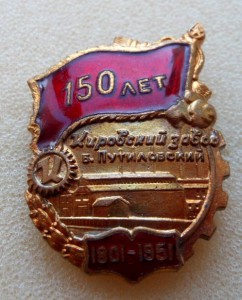 150 ЛЕТ
Кировский завод
б. Путиловский
1801-1951